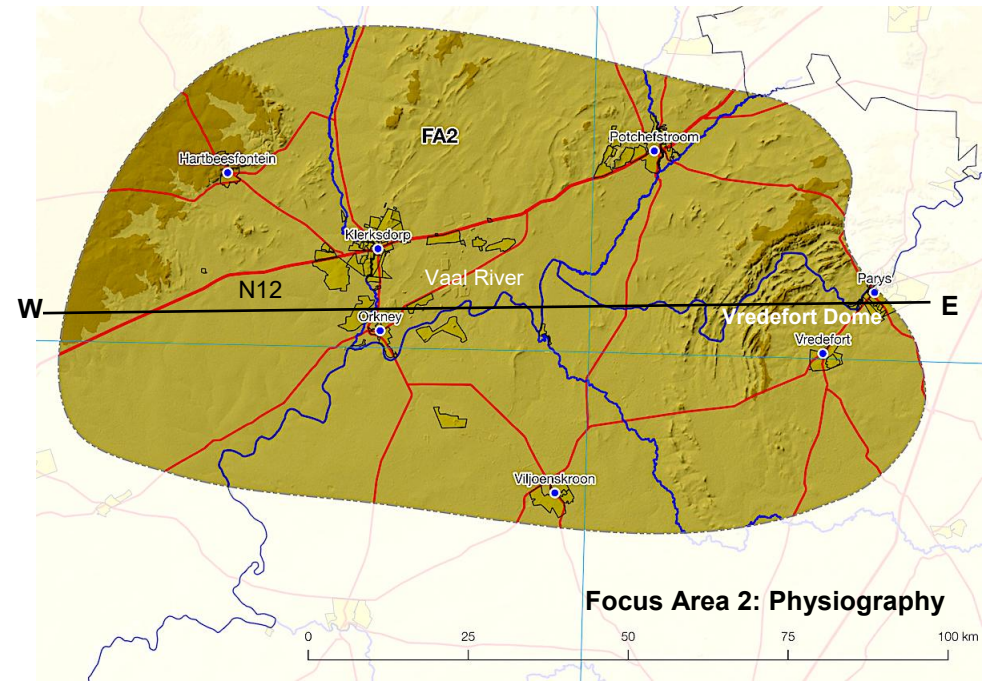 FA2
Potchefstroom
Hartbeesfontein
Klerksdorp
Vaal River
Parys
N12
W
E
Orkney
Vredefort Dome
Vredefort
Viljoenskroon
Focus Area 2: Physiography
0 25 50 75 100 km